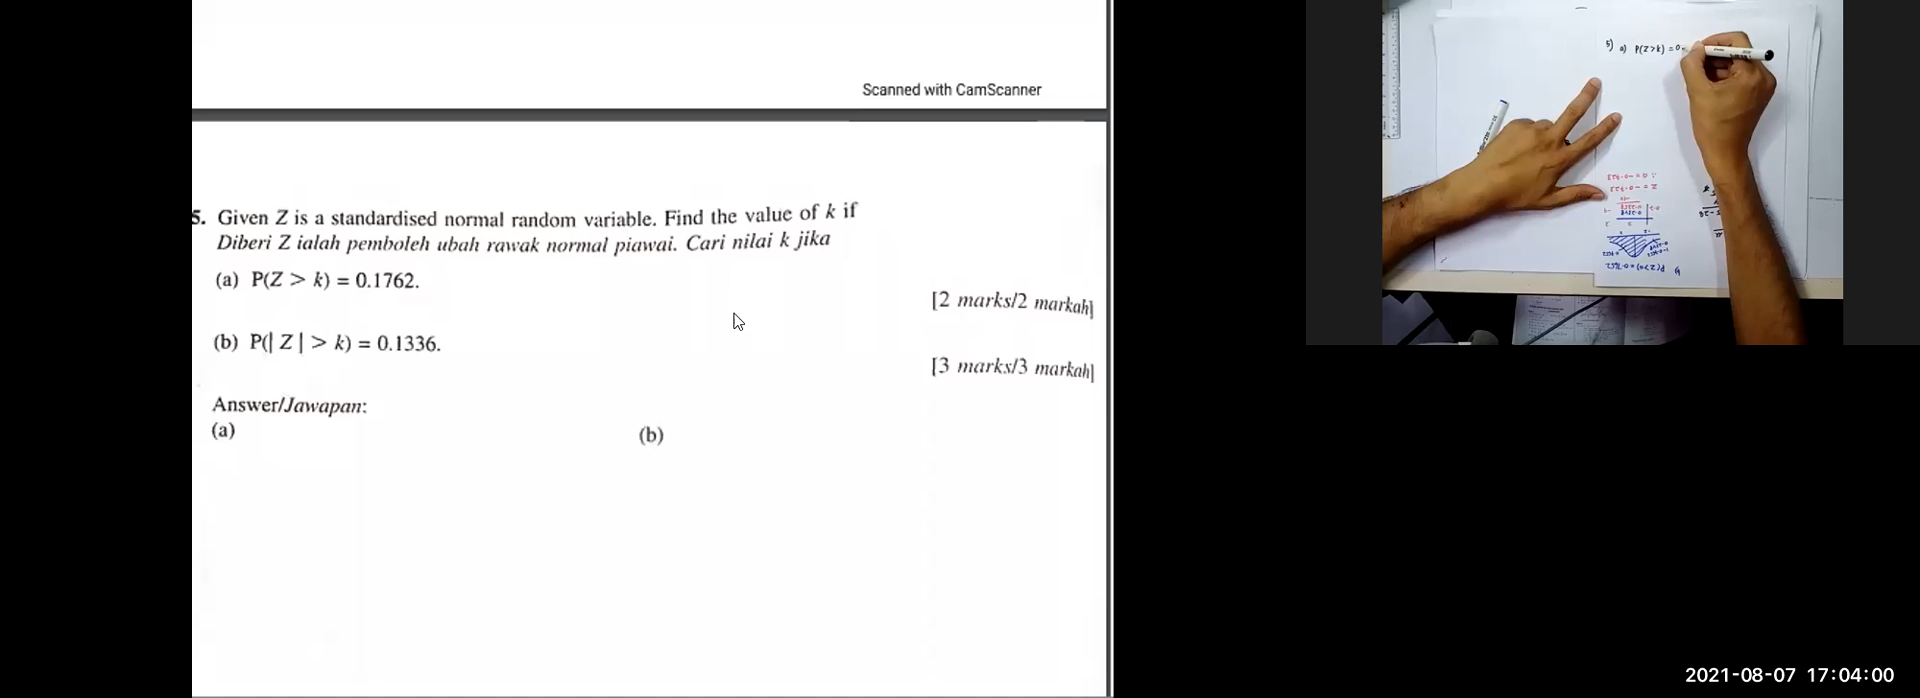 Scanned with CamScanner
5. Given Z is a standardised normal random variable. Find the value of k if
Diberi Z ialah pemboleh ubah rawak normal piawai. Cari nilai k jika
(a) P(Z > k) = 0.1762.
[2 marks/2 markah]
(b) P(| Z | > k) = 0.1336.
[3 marks/3 markah]
Answer/Jawapan:
(a)
(b)
5) a) P(Z>k) = 0
2021-08-07 17:04:00